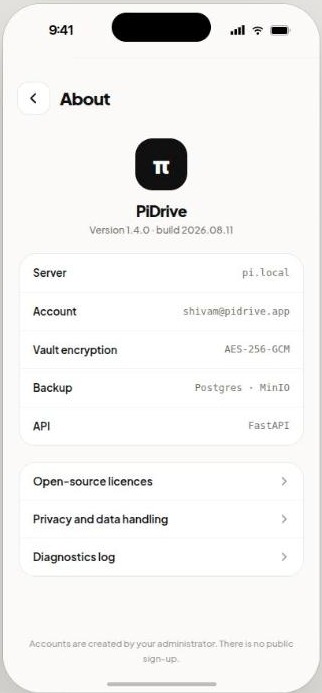 9:41
About
π
PiDrive
Version 1.4.0 · build 2026.08.11
Server pi.local
Account shivam@pidrive.app
Vault encryption AES-256-GCM
Backup Postgres · MinIO
API FastAPI
Open-source licences
Privacy and data handling
Diagnostics log
Accounts are created by your administrator. There is no public
sign-up.